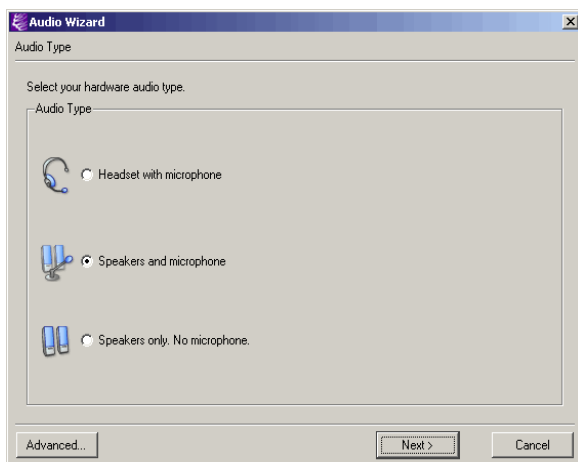 Audio Wizard
Audio Type
Select your hardware audio type.
Audio Type
Headset with microphone
Speakers and microphone
Speakers only. No microphone.
Advanced... Next > Cancel